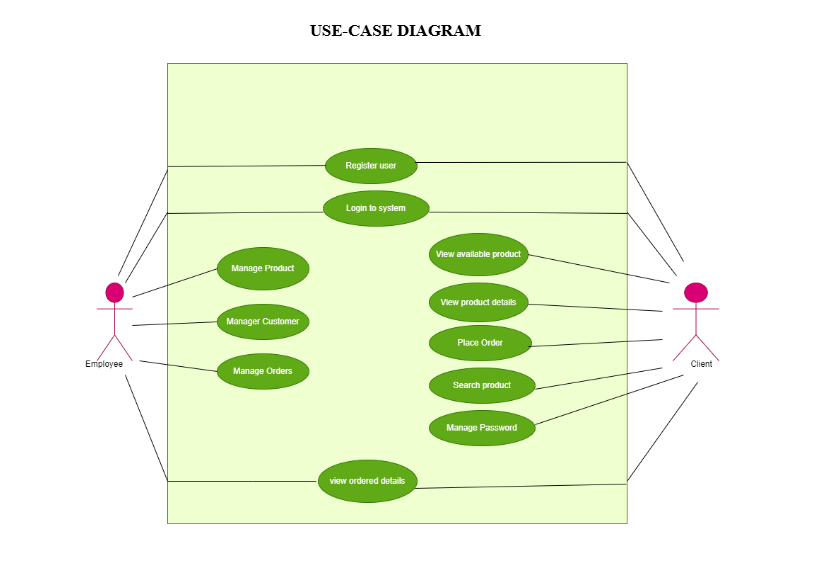 USE-CASE DIAGRAM
Register user
Login to system
View available product
Manage Product
View product details
Manager Customer
Place Order
Employee
Client
Manage Orders
Search product
Manage Password
view ordered details